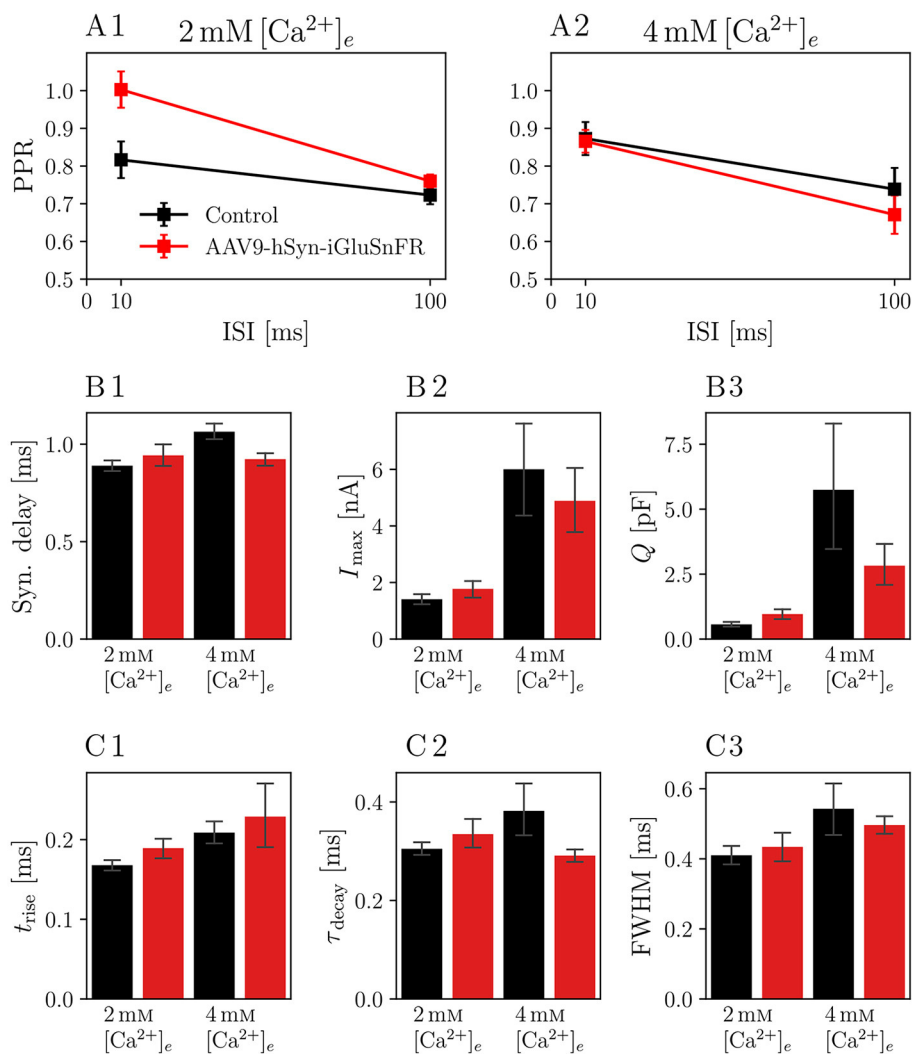 A1 2 mM [Ca²⁺]ₑ
A2 4 mM [Ca²⁺]ₑ
PPR
1.0
0.9
0.8
0.7
0.6
0.5
Control
AAV9-hSyn-iGluSnFR
0 10 100
ISI [ms]
1.0
0.9
0.8
0.7
0.6
0.5
0 10 100
ISI [ms]
B1
Syn. delay [ms]
1.0
0.5
0.0
2 mM 4 mM
[Ca²⁺]ₑ [Ca²⁺]ₑ
B2
I_max [nA]
6
4
2
0
2 mM 4 mM
[Ca²⁺]ₑ [Ca²⁺]ₑ
B3
Q [pF]
7.5
5.0
2.5
0.0
2 mM 4 mM
[Ca²⁺]ₑ [Ca²⁺]ₑ
C1
t_rise [ms]
0.2
0.1
0.0
2 mM 4 mM
[Ca²⁺]ₑ [Ca²⁺]ₑ
C2
τ_decay [ms]
0.4
0.2
0.0
2 mM 4 mM
[Ca²⁺]ₑ [Ca²⁺]ₑ
C3
FWHM [ms]
0.6
0.4
0.2
0.0
2 mM 4 mM
[Ca²⁺]ₑ [Ca²⁺]ₑ